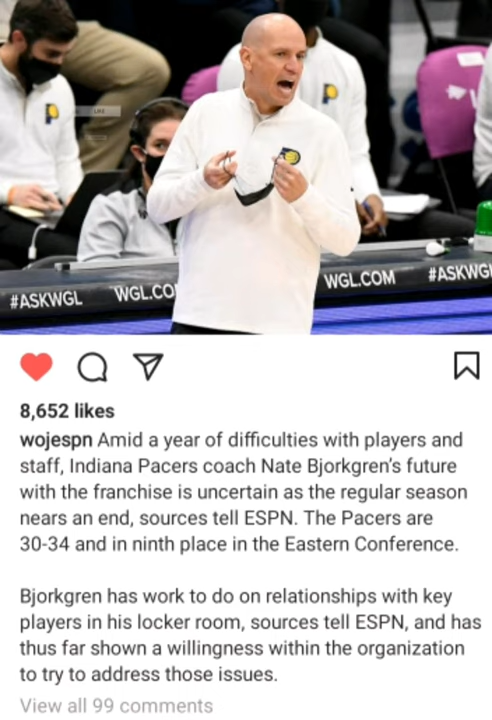 #ASKWGL
WGL.CO
WGL.COM
#ASKWG
8,652 likes
wojespn Amid a year of difficulties with players and
staff, Indiana Pacers coach Nate Bjorkgren's future
with the franchise is uncertain as the regular season
nears an end, sources tell ESPN. The Pacers are
30-34 and in ninth place in the Eastern Conference.
Bjorkgren has work to do on relationships with key
players in his locker room, sources tell ESPN, and has
thus far shown a willingness within the organization
to try to address those issues.
View all 99 comments